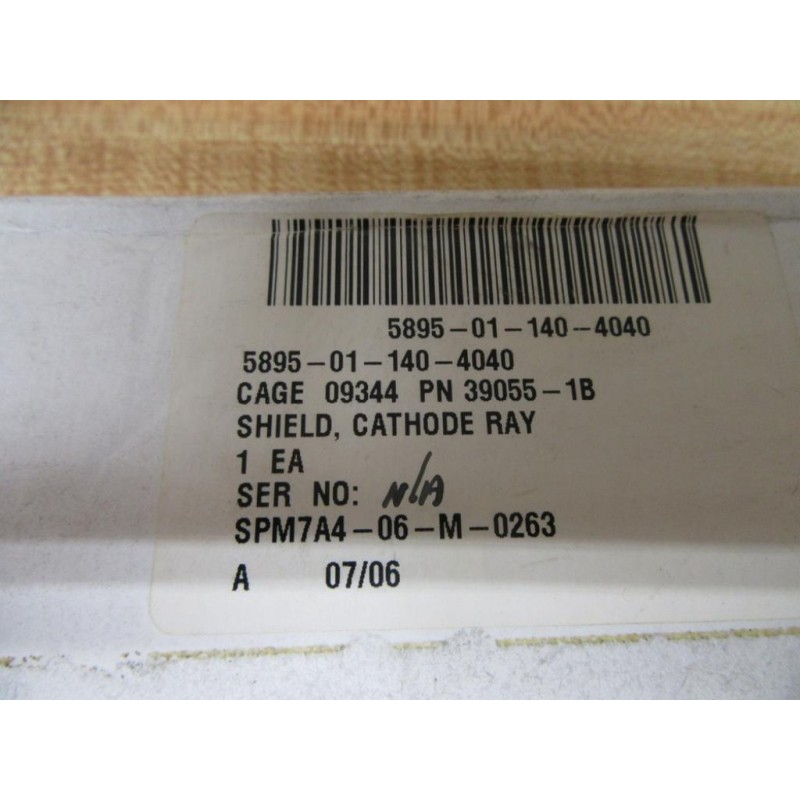 5895-01-140-4040
5895-01-140-4040
CAGE 09344 PN 39055-1B
SHIELD, CATHODE RAY
1 EA
SER NO: N/A
SPM7A4-06-M-0263
A 07/06